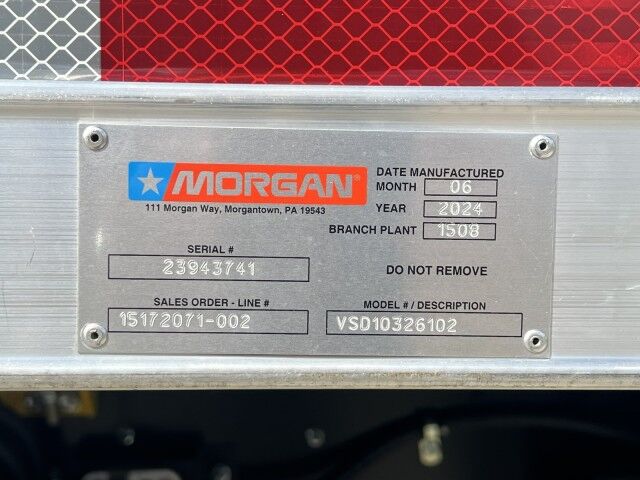 MORGAN®
111 Morgan Way, Morgantown, PA 19543
DATE MANUFACTURED
MONTH 06
YEAR 2024
BRANCH PLANT 1508
SERIAL #
23943741
DO NOT REMOVE
SALES ORDER - LINE #
15172071-002
MODEL # / DESCRIPTION
VSD10326102